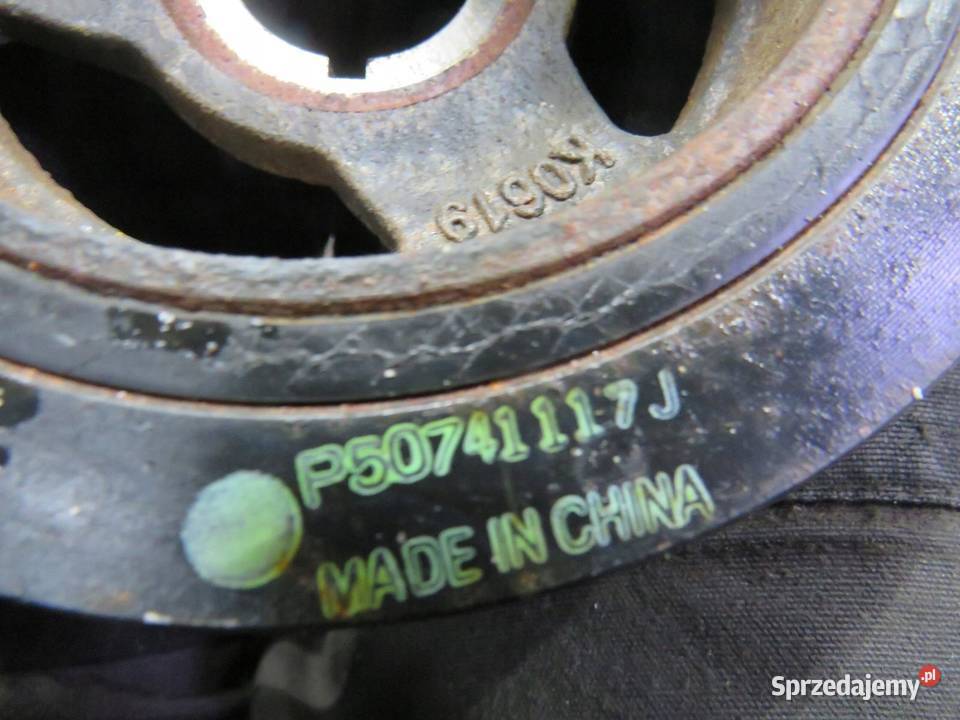 K0619
P50741117J
MADE IN CHINA
Sprzedajemy.pl